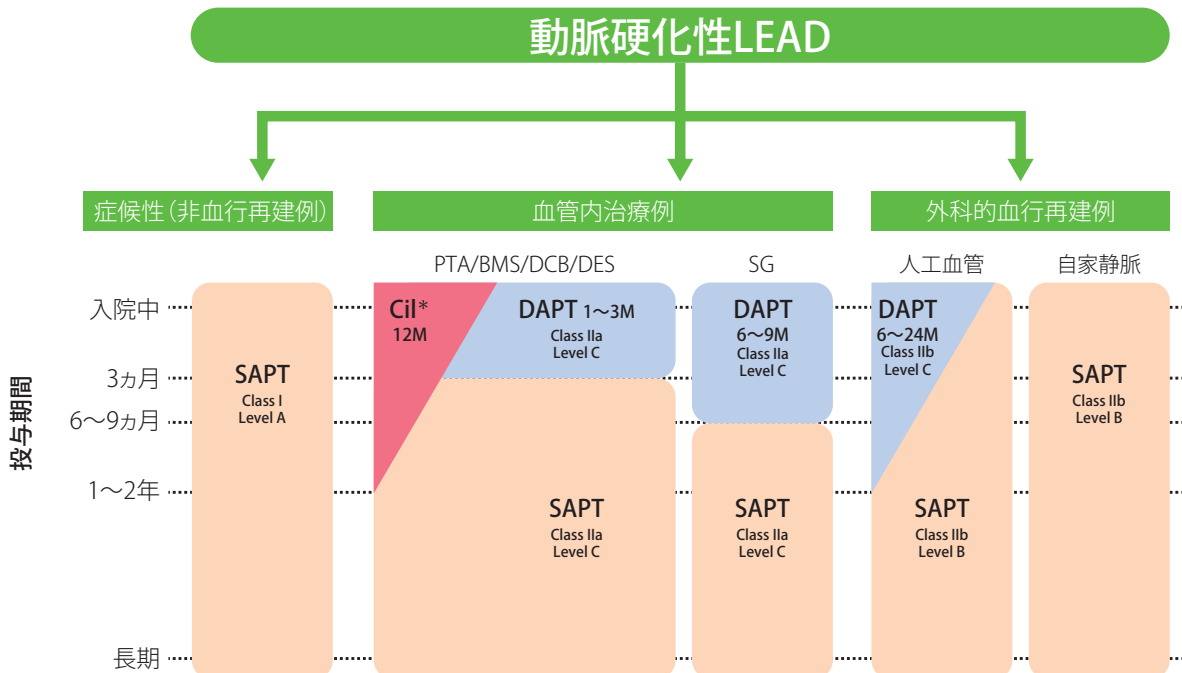 動脈硬化性LEAD
症候性（非血行再建例）
血管内治療例
外科的血行再建例
PTA/BMS/DCB/DES
SG
人工血管
自家静脈
投与期間
入院中
3ヵ月
6〜9ヵ月
1〜2年
長期
SAPT
Class I
Level A
Cil*
12M
DAPT 1〜3M
Class IIa
Level C
SAPT
Class IIa
Level C
DAPT
6〜9M
Class IIa
Level C
SAPT
Class IIa
Level C
DAPT
6〜24M
Class IIb
Level C
SAPT
Class IIb
Level B
SAPT
Class IIb
Level B